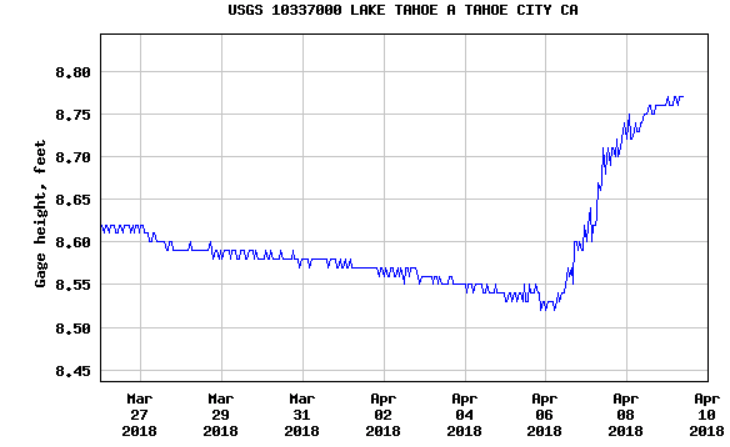 USGS 10337000 LAKE TAHOE A TAHOE CITY CA
Gage height, feet
8.80
8.75
8.70
8.65
8.60
8.55
8.50
8.45
Mar Mar Mar Apr Apr Apr Apr Apr
27 29 31 02 04 06 08 10
2018 2018 2018 2018 2018 2018 2018 2018